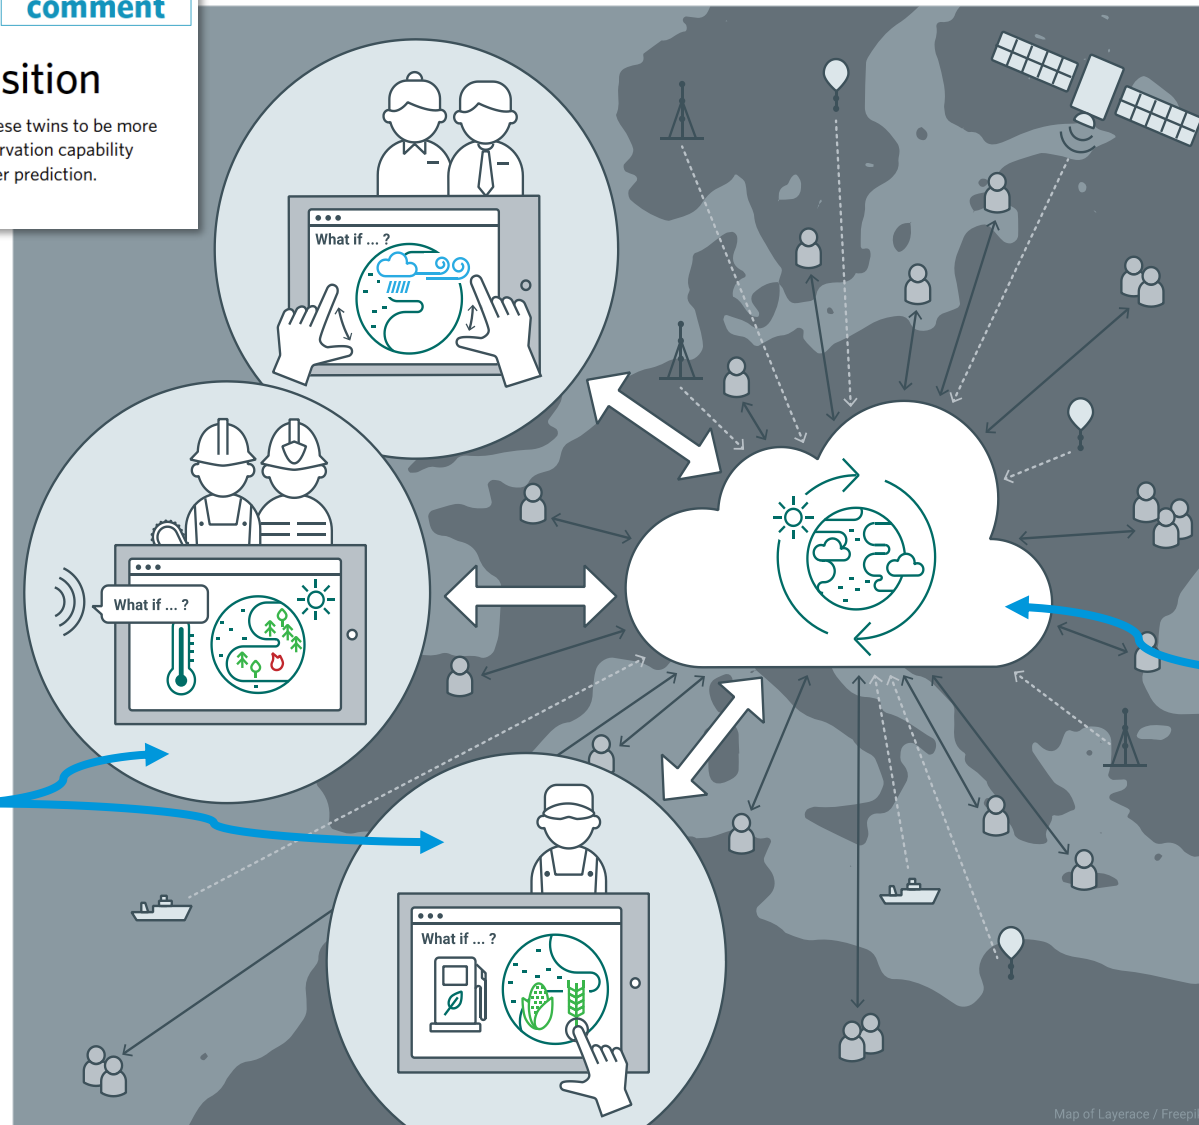 comment
sition
ese twins to be more
rvation capability
er prediction.
What if ... ?
What if ... ?
What if ... ?
Map of Layerace / Freepi